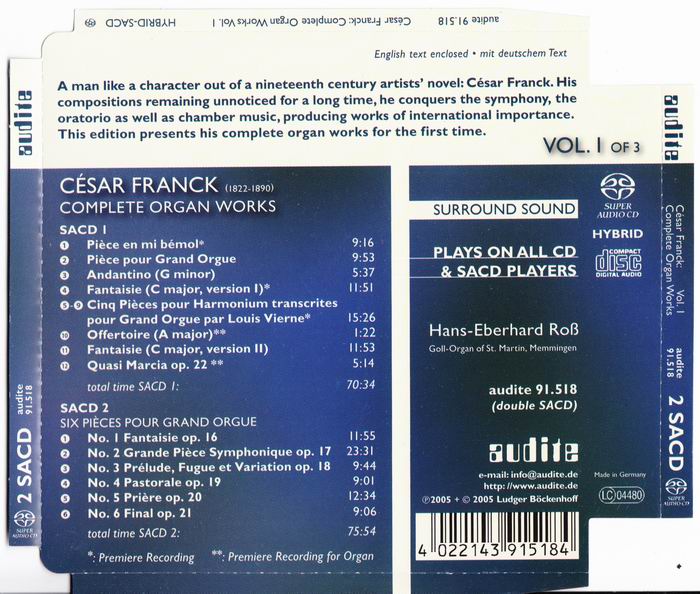 HYBRID-SACD
César Franck: Complete Organ Works Vol. 1
audite 91.518
English text enclosed • mit deutschem Text
A man like a character out of a nineteenth century artists' novel: César Franck. His
compositions remaining unnoticed for a long time, he conquers the symphony, the
oratorio as well as chamber music, producing works of international importance.
This edition presents his complete organ works for the first time.
VOL. 1 OF 3
CÉSAR FRANCK (1822-1890)
COMPLETE ORGAN WORKS
SACD 1
1 Pièce en mi bémol* 9:16
2 Pièce pour Grand Orgue 9:53
3 Andantino (G minor) 5:37
4 Fantaisie (C major, version I)* 11:51
5-9 Cinq Pièces pour Harmonium transcrites
pour Grand Orgue par Louis Vierne* 15:26
10 Offertoire (A major)** 1:22
11 Fantaisie (C major, version II) 11:53
12 Quasi Marcia op. 22 ** 5:14
total time SACD 1: 70:34
SACD 2
SIX PIÈCES POUR GRAND ORGUE
1 No. 1 Fantaisie op. 16 11:55
2 No. 2 Grande Pièce Symphonique op. 17 23:31
3 No. 3 Prélude, Fugue et Variation op. 18 9:44
4 No. 4 Pastorale op. 19 9:01
5 No. 5 Prière op. 20 12:34
6 No. 6 Final op. 21 9:06
total time SACD 2: 75:54
*: Premiere Recording **: Premiere Recording for Organ
SUPER
AUDIO CD
SURROUND SOUND
HYBRID
PLAYS ON ALL CD
& SACD PLAYERS
COMPACT
disc
DIGITAL AUDIO
Hans-Eberhard Roß
Goll-Organ of St. Martin, Memmingen
audite 91.518
(double SACD)
audite
e-mail: info@audite.de
http://www.audite.de
℗ 2005 + © 2005 Ludger Böckenhoff
Made in Germany
LC 04480
4 022143 915184
audite
audite
91.518
2 SACD
SUPER
AUDIO CD
audite
César Franck: Vol. 1
Complete Organ Works
audite
91.518
2 SACD
SUPER
AUDIO CD